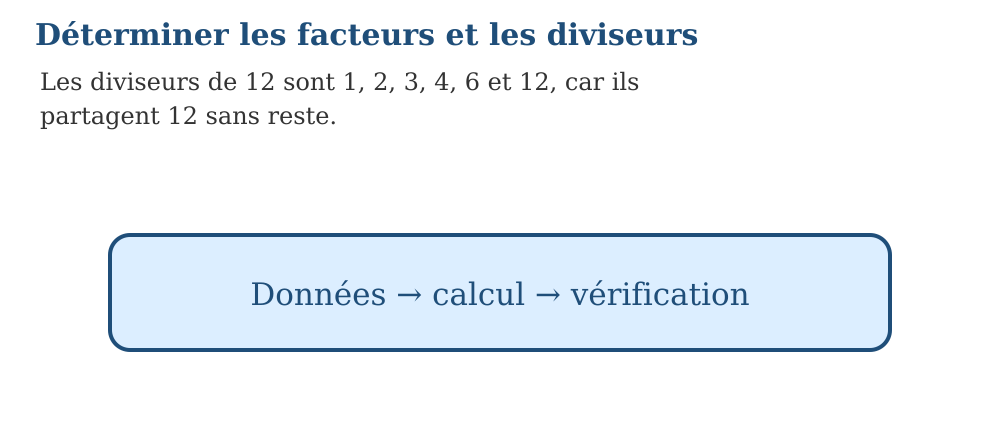 Déterminer les facteurs et les diviseurs
Les diviseurs de 12 sont 1, 2, 3, 4, 6 et 12, car ils
partagent 12 sans reste.
Données → calcul → vérification